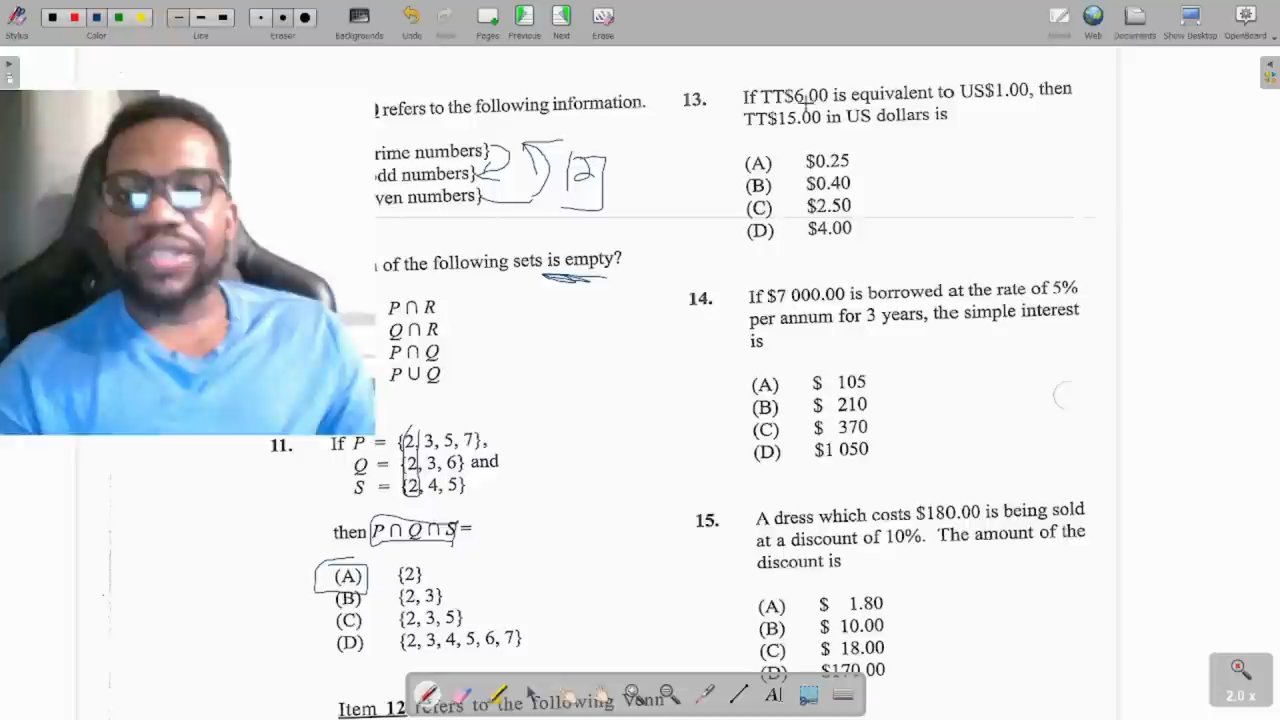 Stylus
Color
Line
Eraser
Backgrounds
Undo
Pages
Previous
Next
Erase
Web
Documents
Show Desktop
OpenBoard
refers to the following information.
rime numbers}
dd numbers}
ven numbers}
2
of the following sets is empty?
P ∩ R
Q ∩ R
P ∩ Q
P ∪ Q
11. If P = {2, 3, 5, 7},
Q = {2, 3, 6} and
S = {2, 4, 5}
then P ∩ Q ∩ S =
(A) {2}
(B) {2, 3}
(C) {2, 3, 5}
(D) {2, 3, 4, 5, 6, 7}
Item 12 refers to the following Venn
13. If TT$6.00 is equivalent to US$1.00, then
TT$15.00 in US dollars is
(A) $0.25
(B) $0.40
(C) $2.50
(D) $4.00
14. If $7 000.00 is borrowed at the rate of 5%
per annum for 3 years, the simple interest
is
(A) $ 105
(B) $ 210
(C) $ 370
(D) $1 050
15. A dress which costs $180.00 is being sold
at a discount of 10%. The amount of the
discount is
(A) $ 1.80
(B) $ 10.00
(C) $ 18.00
(D) $170.00
2.0 x